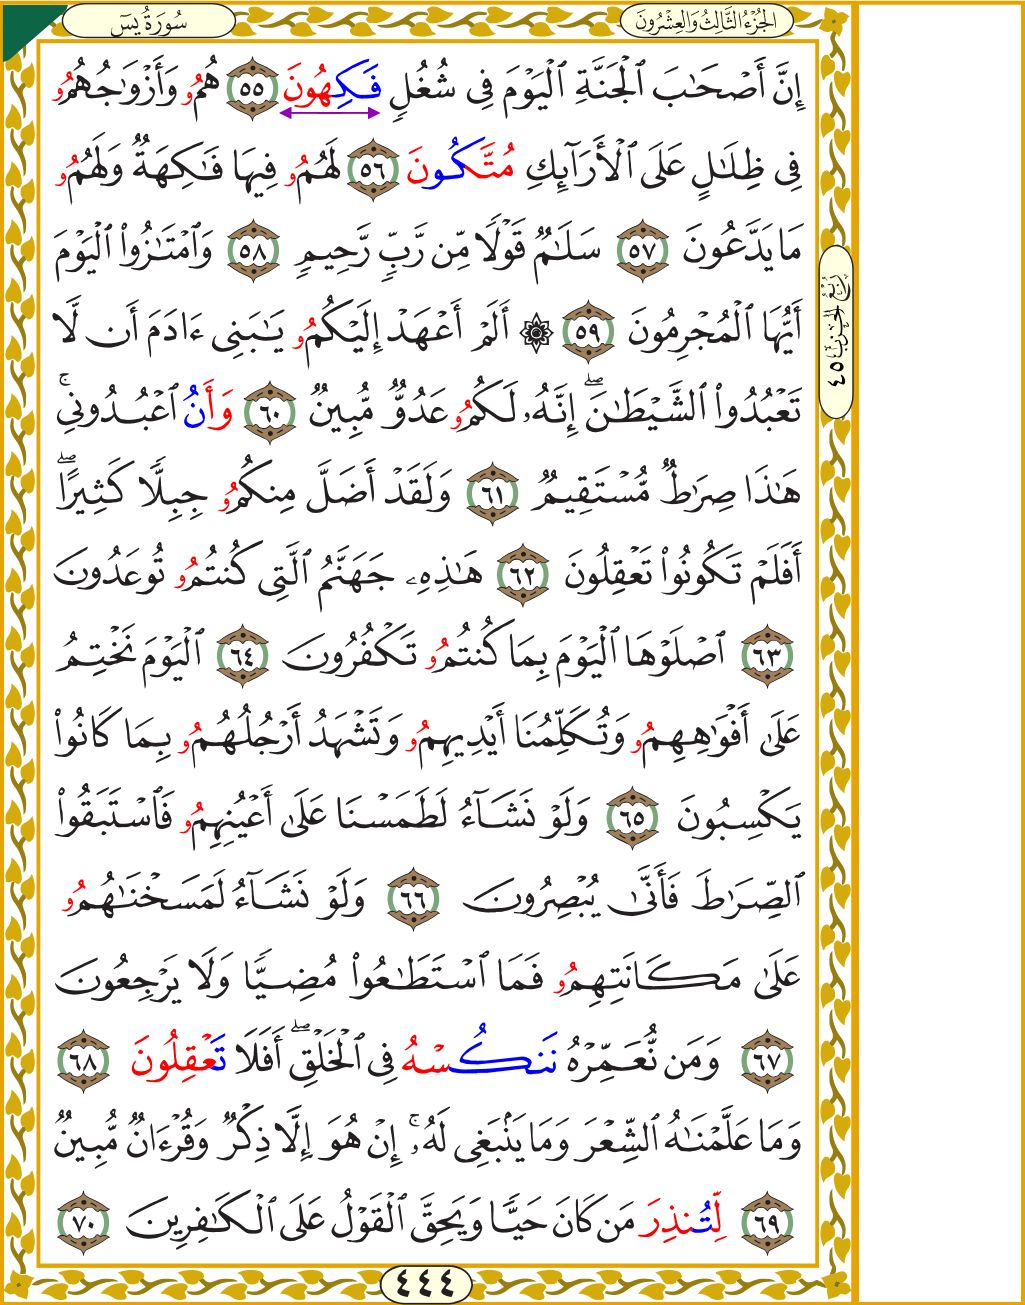 الجُزْءُ الثَّالِثُ وَالعِشْرُونَ
سُورَةُ يسٓ
إِنَّ أَصْحَٰبَ ٱلْجَنَّةِ ٱلْيَوْمَ فِى شُغُلٍ فَكِهُونَ ٥٥ هُمُو وَأَزْوَٰجُهُمُو
فِى ظِلَٰلٍ عَلَى ٱلْأَرَآئِكِ مُتَّكُونَ ٥٦ لَهُمُو فِيهَا فَٰكِهَةٌ وَلَهُمُو
مَا يَدَّعُونَ ٥٧ سَلَٰمٌ قَوْلًا مِّن رَّبٍّ رَّحِيمٍ ٥٨ وَٱمْتَٰزُواْ ٱلْيَوْمَ
أَيُّهَا ٱلْمُجْرِمُونَ ٥٩ ۞ أَلَمْ أَعْهَدْ إِلَيْكُمُو يَٰبَنِى ءَادَمَ أَن لَّا
تَعْبُدُواْ ٱلشَّيْطَٰنَۖ إِنَّهُۥ لَكُمُو عَدُوٌّ مُّبِينٌ ٦٠ وَأَنُ ٱعْبُدُونِىۚ
هَٰذَا صِرَٰطٌ مُّسْتَقِيمٌ ٦١ وَلَقَدْ أَضَلَّ مِنكُمُو جِبِلًّا كَثِيرًاۖ
أَفَلَمْ تَكُونُواْ تَعْقِلُونَ ٦٢ هَٰذِهِۦ جَهَنَّمُ ٱلَّتِى كُنتُمُو تُوعَدُونَ
٦٣ ٱصْلَوْهَا ٱلْيَوْمَ بِمَا كُنتُمُو تَكْفُرُونَ ٦٤ ٱلْيَوْمَ نَخْتِمُ
عَلَىٰ أَفْوَٰهِهِمُو وَتُكَلِّمُنَا أَيْدِيهِمُو وَتَشْهَدُ أَرْجُلُهُمُو بِمَا كَانُواْ
يَكْسِبُونَ ٦٥ وَلَوْ نَشَآءُ لَطَمَسْنَا عَلَىٰ أَعْيُنِهِمُو فَٱسْتَبَقُواْ
ٱلصِّرَٰطَ فَأَنَّىٰ يُبْصِرُونَ ٦٦ وَلَوْ نَشَآءُ لَمَسَخْنَٰهُمُو
عَلَىٰ مَكَانَتِهِمُو فَمَا ٱسْتَطَٰعُواْ مُضِيًّا وَلَا يَرْجِعُونَ
٦٧ وَمَن نُّعَمِّرْهُ نَنكُسْهُ فِى ٱلْخَلْقِۖ أَفَلَا تَعْقِلُونَ ٦٨
وَمَا عَلَّمْنَٰهُ ٱلشِّعْرَ وَمَا يَنۢبَغِى لَهُۥۚ إِنْ هُوَ إِلَّا ذِكْرٌ وَقُرْءَانٌ مُّبِينٌ
٦٩ لِّتُنذِرَ مَن كَانَ حَيًّا وَيَحِقَّ ٱلْقَوْلُ عَلَى ٱلْكَٰفِرِينَ ٧٠
رُبْعُ الحِزْبِ ٤٥
٤٤٤